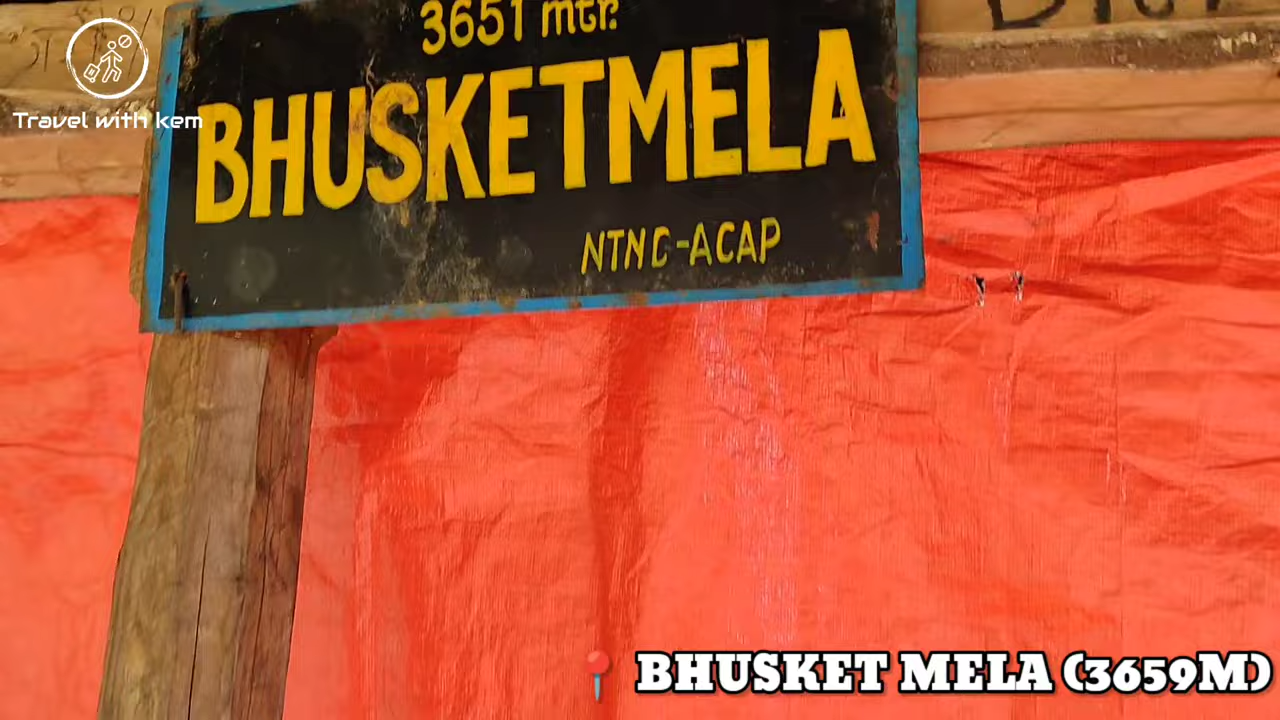 3651 mtr.
BHUSKETMELA
NTNC-ACAP
Travel with kem
BHUSKET MELA (3659M)